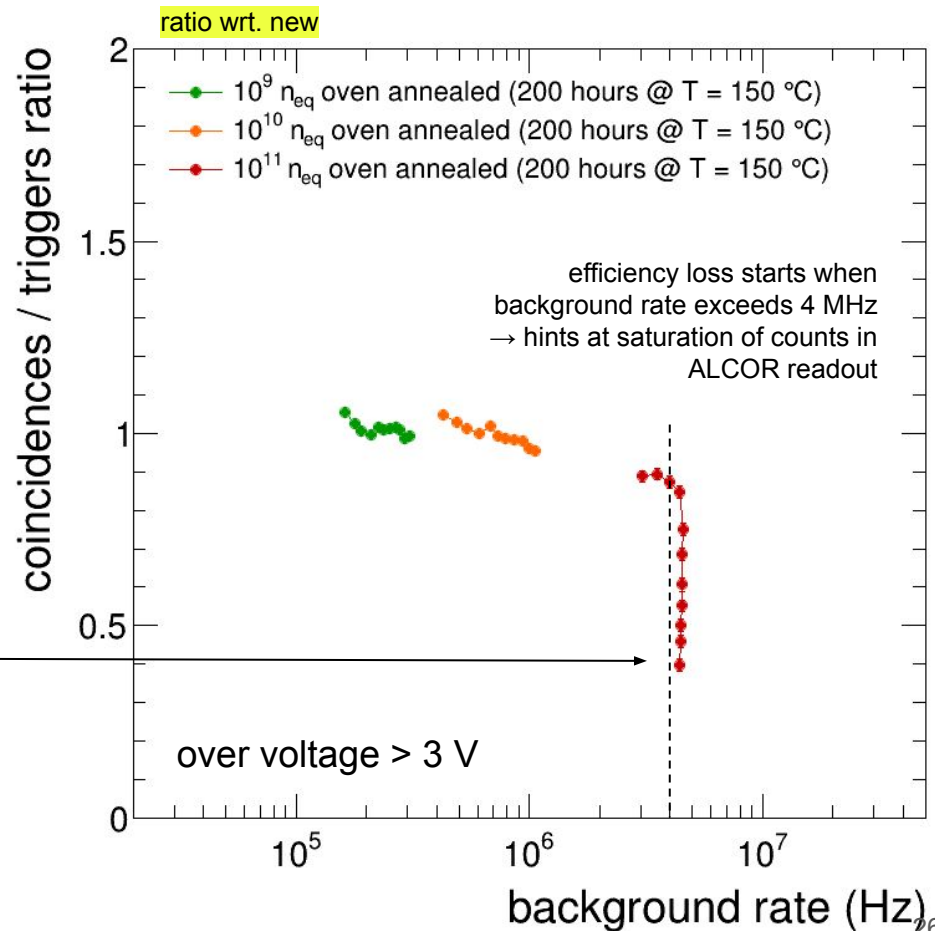 ratio wrt. new
coincidences / triggers ratio
2
1.5
1
0.5
0
10⁹ n_eq oven annealed (200 hours @ T = 150 °C)
10¹⁰ n_eq oven annealed (200 hours @ T = 150 °C)
10¹¹ n_eq oven annealed (200 hours @ T = 150 °C)
efficiency loss starts when
background rate exceeds 4 MHz
→ hints at saturation of counts in
ALCOR readout
over voltage > 3 V
10⁵ 10⁶ 10⁷
background rate (Hz)
26